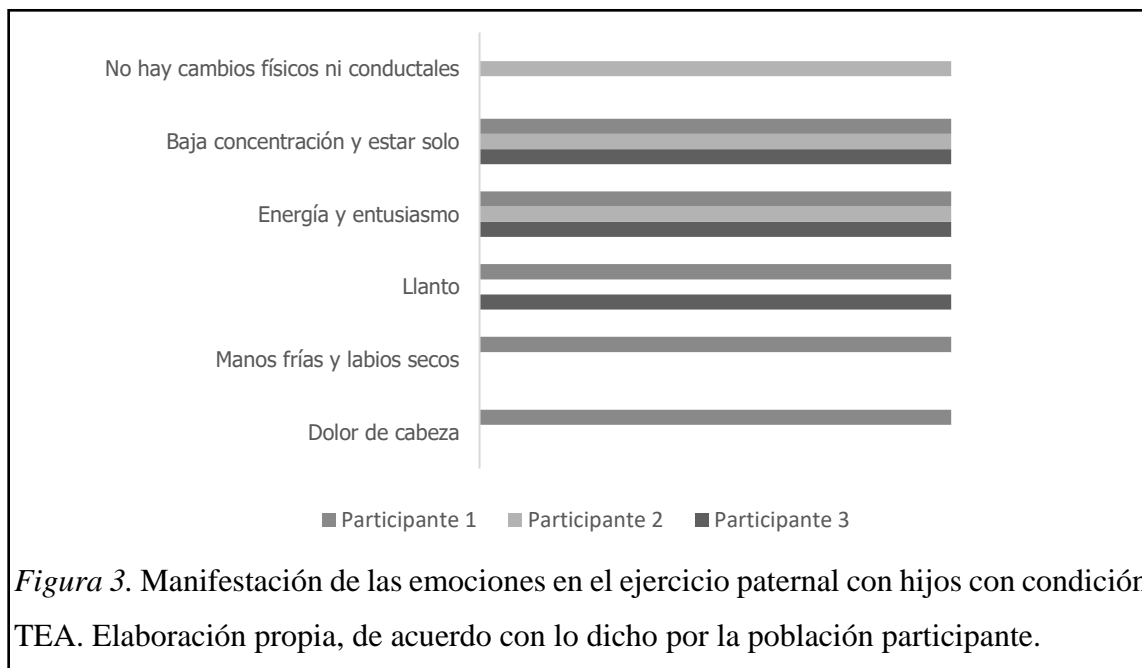 No hay cambios físicos ni conductales
Baja concentración y estar solo
Energía y entusiasmo
Llanto
Manos frías y labios secos
Dolor de cabeza
Participante 1 Participante 2 Participante 3
Figura 3. Manifestación de las emociones en el ejercicio paternal con hijos con condición
TEA. Elaboración propia, de acuerdo con lo dicho por la población participante.